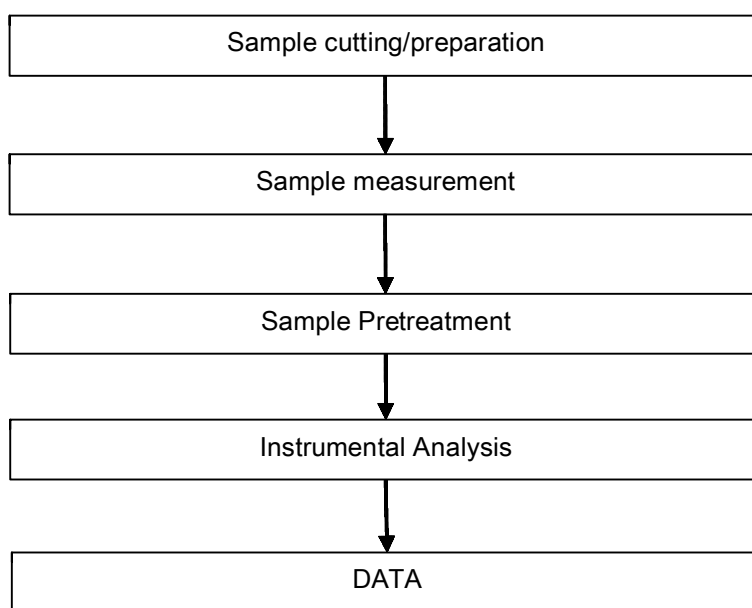 Sample cutting/preparation
Sample measurement
Sample Pretreatment
Instrumental Analysis
DATA